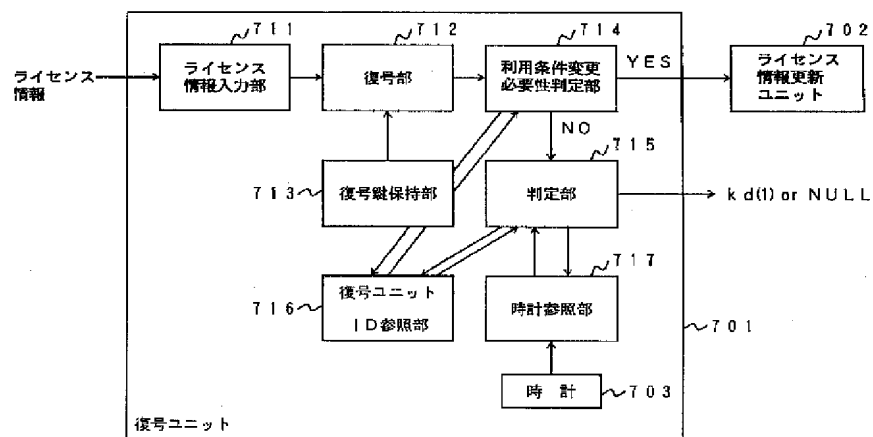 711
712
714
702
ライセンス
情報
ライセンス
情報入力部
復号部
利用条件変更
必要性判定部
YES
ライセンス
情報更新
ユニット
NO
715
713
復号鍵保持部
判定部
kd(1) or NULL
717
716
復号ユニット
ID参照部
時計参照部
701
時 計
703
復号ユニット